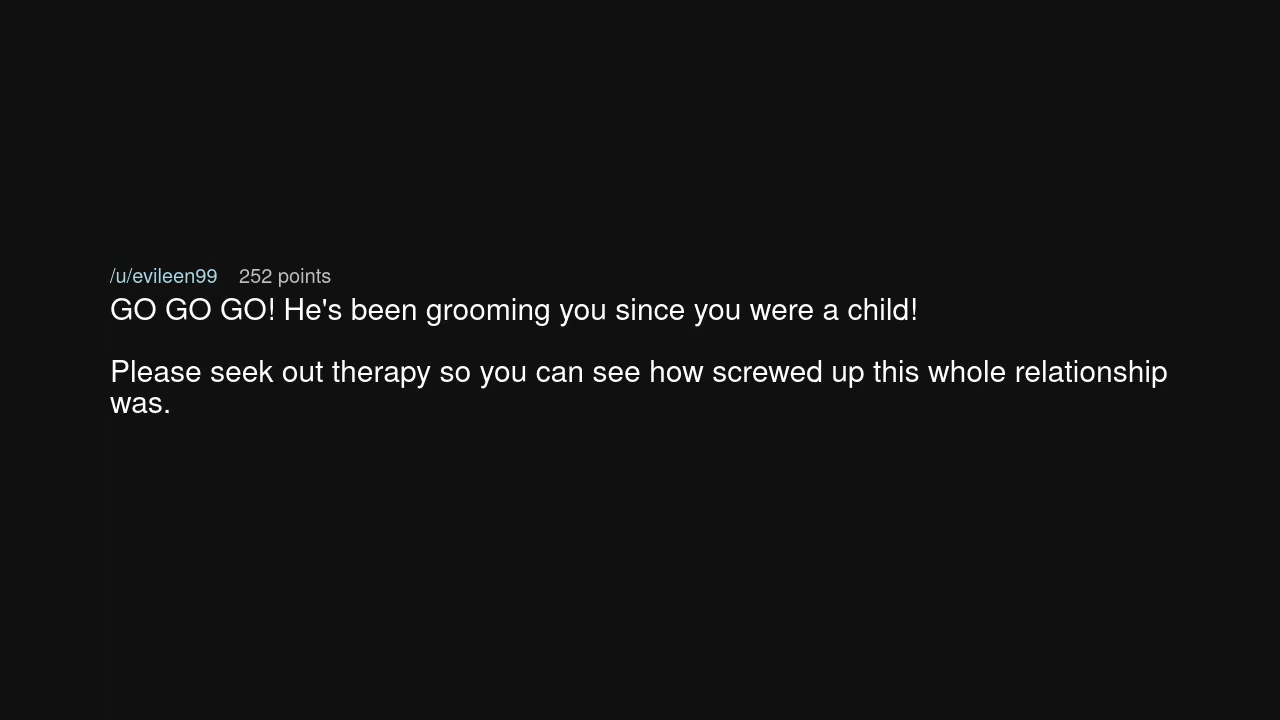 /u/evileen99 252 points
GO GO GO! He's been grooming you since you were a child!
Please seek out therapy so you can see how screwed up this whole relationship
was.